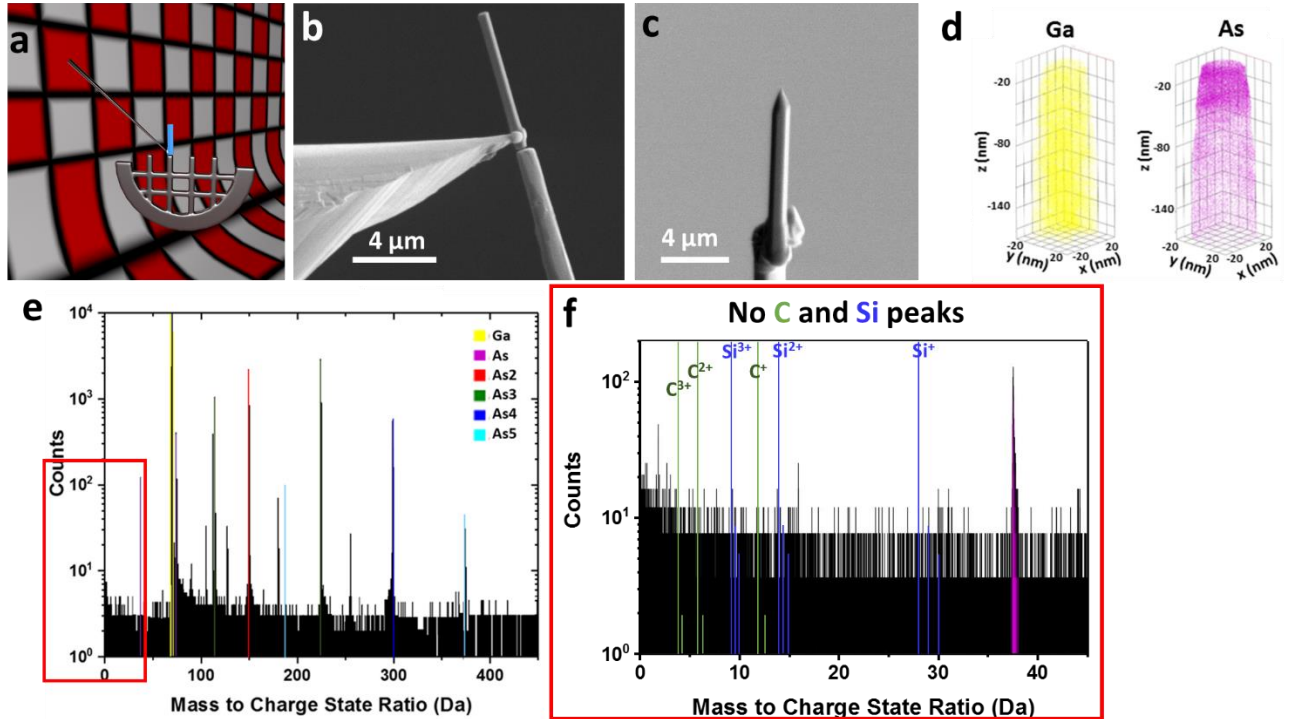 a
b
4 μm
c
4 μm
d
Ga
As
-20
-80
-140
z (nm)
-20
y (nm)
20
-20
x (nm)
20
-20
-80
-140
z (nm)
-20
y (nm)
20
-20
x (nm)
20
e
10⁴
10³
10²
10¹
10⁰
Counts
Ga
As
As2
As3
As4
As5
0
100
200
300
400
Mass to Charge State Ratio (Da)
f
No C and Si peaks
Si³⁺
Si²⁺
Si⁺
C³⁺
C²⁺
C⁺
10²
10¹
10⁰
Counts
0
10
20
30
40
Mass to Charge State Ratio (Da)